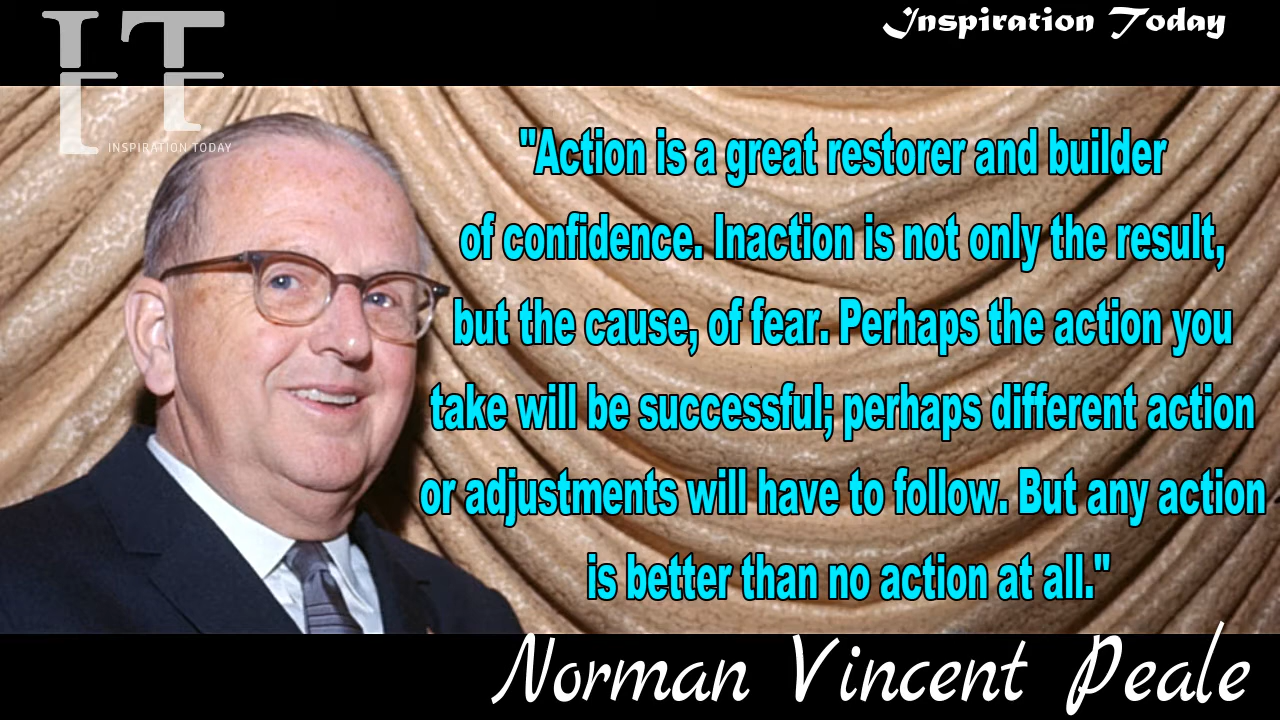 Inspiration Today
IT
INSPIRATION TODAY
"Action is a great restorer and builder
of confidence. Inaction is not only the result,
but the cause, of fear. Perhaps the action you
take will be successful; perhaps different action
or adjustments will have to follow. But any action
is better than no action at all."
Norman Vincent Peale